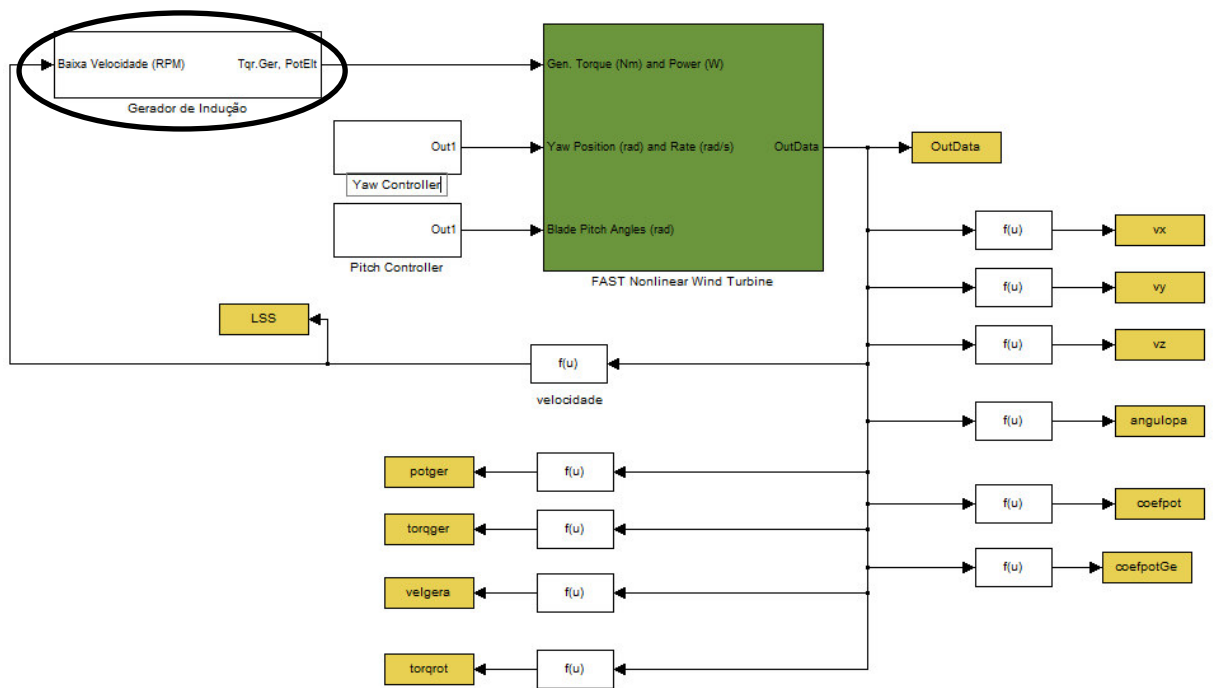 Baixa Velocidade (RPM)
Tqr.Ger, PotElt
Gerador de Indução
Gen. Torque (Nm) and Power (W)
Out1
Yaw Controller
Yaw Position (rad) and Rate (rad/s)
OutData
OutData
Out1
Pitch Controller
Blade Pitch Angles (rad)
FAST Nonlinear Wind Turbine
f(u)
vx
f(u)
vy
f(u)
vz
LSS
f(u)
velocidade
f(u)
angulopa
potger
f(u)
f(u)
coefpot
torqger
f(u)
f(u)
coefpotGe
velgera
f(u)
torqrot
f(u)